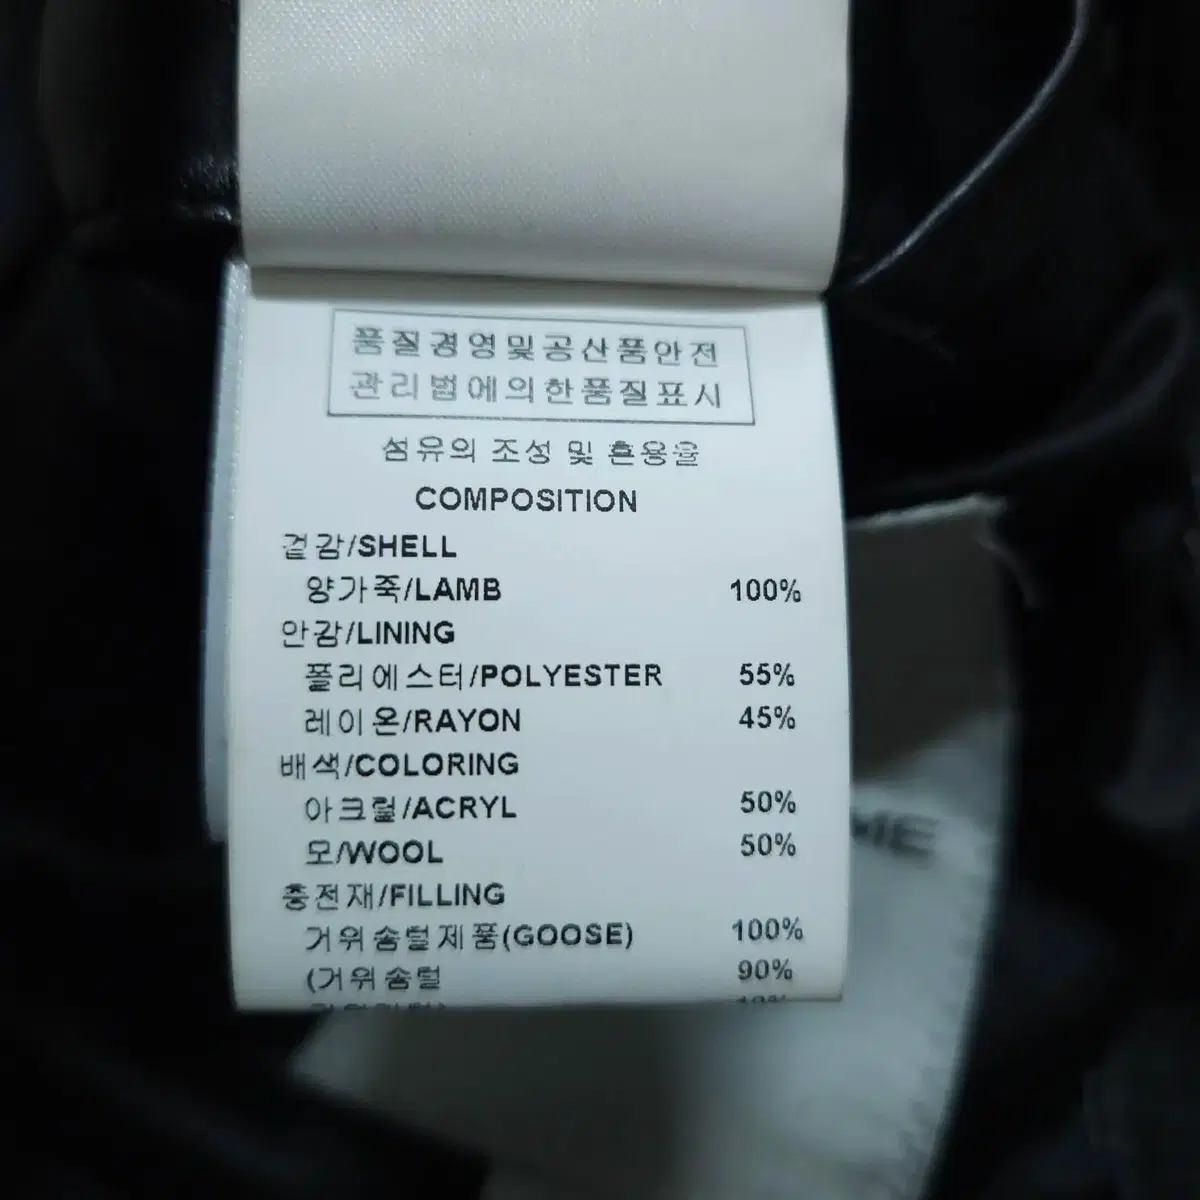 품질경영및공산품안전
관리법에의한품질표시
섬유의 조성 및 혼용율
COMPOSITION
겉감/SHELL
양가죽/LAMB 100%
안감/LINING
폴리에스터/POLYESTER 55%
레이온/RAYON 45%
배색/COLORING
아크릴/ACRYL 50%
모/WOOL 50%
충전재/FILLING
거위솜털제품(GOOSE) 100%
(거위솜털 90%
10%
HE